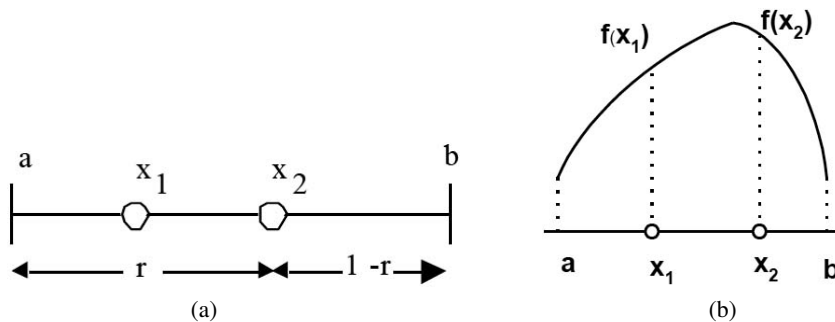 a x₁ x₂ b
r 1 -r
(a)
f(x₁) f(x₂)
a x₁ x₂ b
(b)